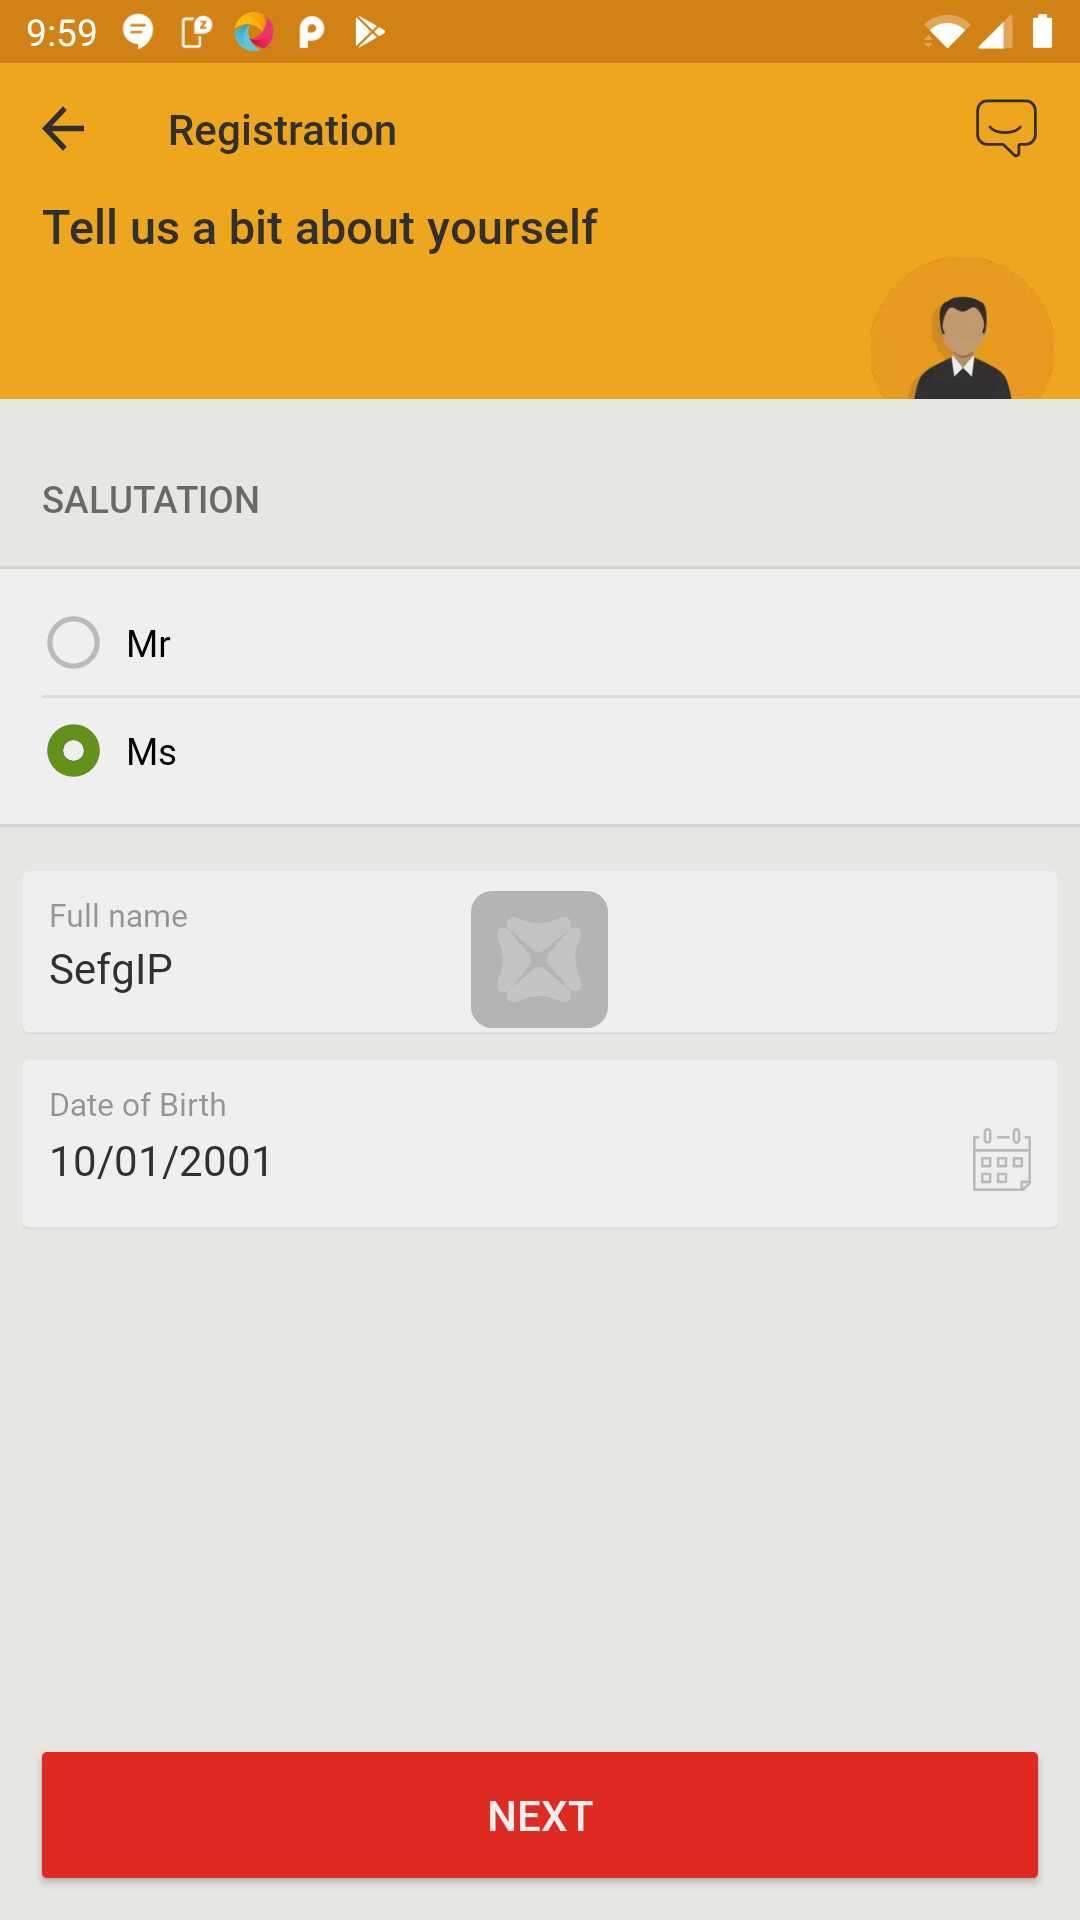 9:59
Registration
Tell us a bit about yourself
SALUTATION
Mr
Ms
Full name
SefgIP
Date of Birth
10/01/2001
NEXT